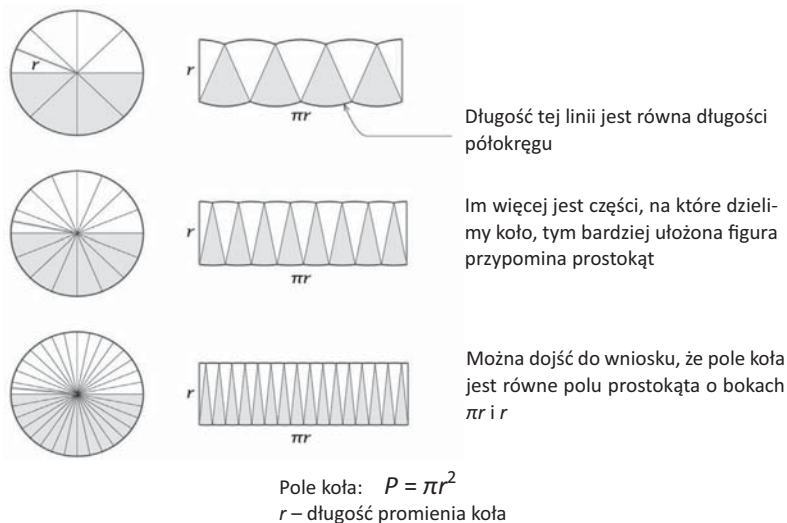 r
r
πr
Długość tej linii jest równa długości
półokręgu
r
πr
Im więcej jest części, na które dzieli-
my koło, tym bardziej ułożona figura
przypomina prostokąt
r
πr
Można dojść do wniosku, że pole koła
jest równe polu prostokąta o bokach
πr i r
Pole koła: P = πr²
r – długość promienia koła